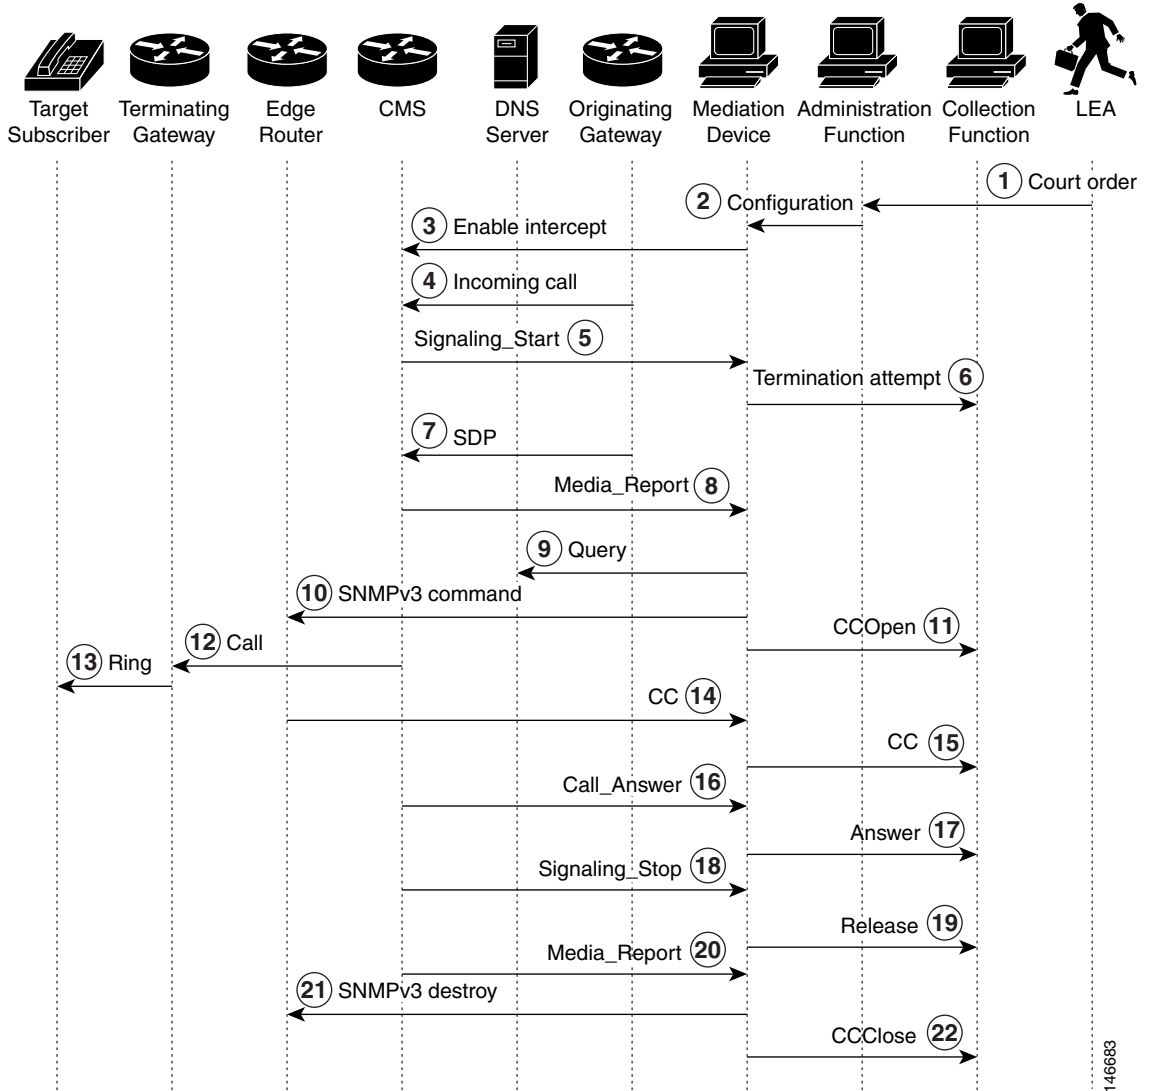 Target Subscriber
Terminating Gateway
Edge Router
CMS
DNS Server
Originating Gateway
Mediation Device
Administration Function
Collection Function
LEA
1 Court order
2 Configuration
3 Enable intercept
4 Incoming call
Signaling_Start 5
Termination attempt 6
7 SDP
Media_Report 8
9 Query
10 SNMPv3 command
CCOpen 11
12 Call
13 Ring
CC 14
CC 15
Call_Answer 16
Answer 17
Signaling_Stop 18
Release 19
Media_Report 20
21 SNMPv3 destroy
CCClose 22
146683